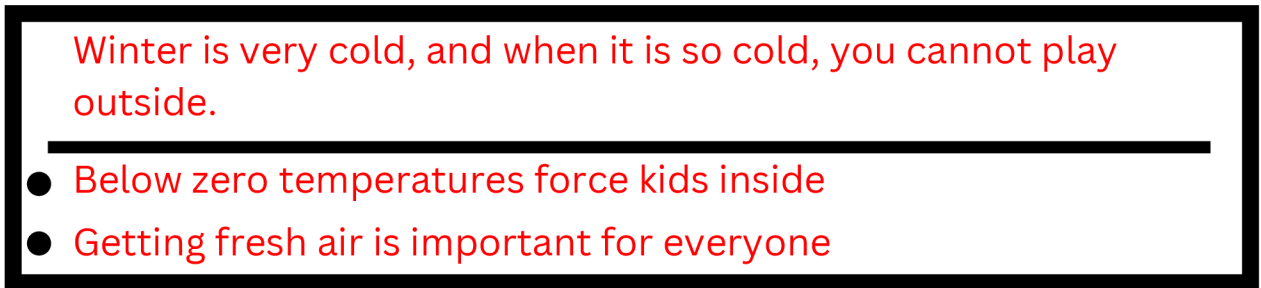 Winter is very cold, and when it is so cold, you cannot play
outside.
Below zero temperatures force kids inside
Getting fresh air is important for everyone